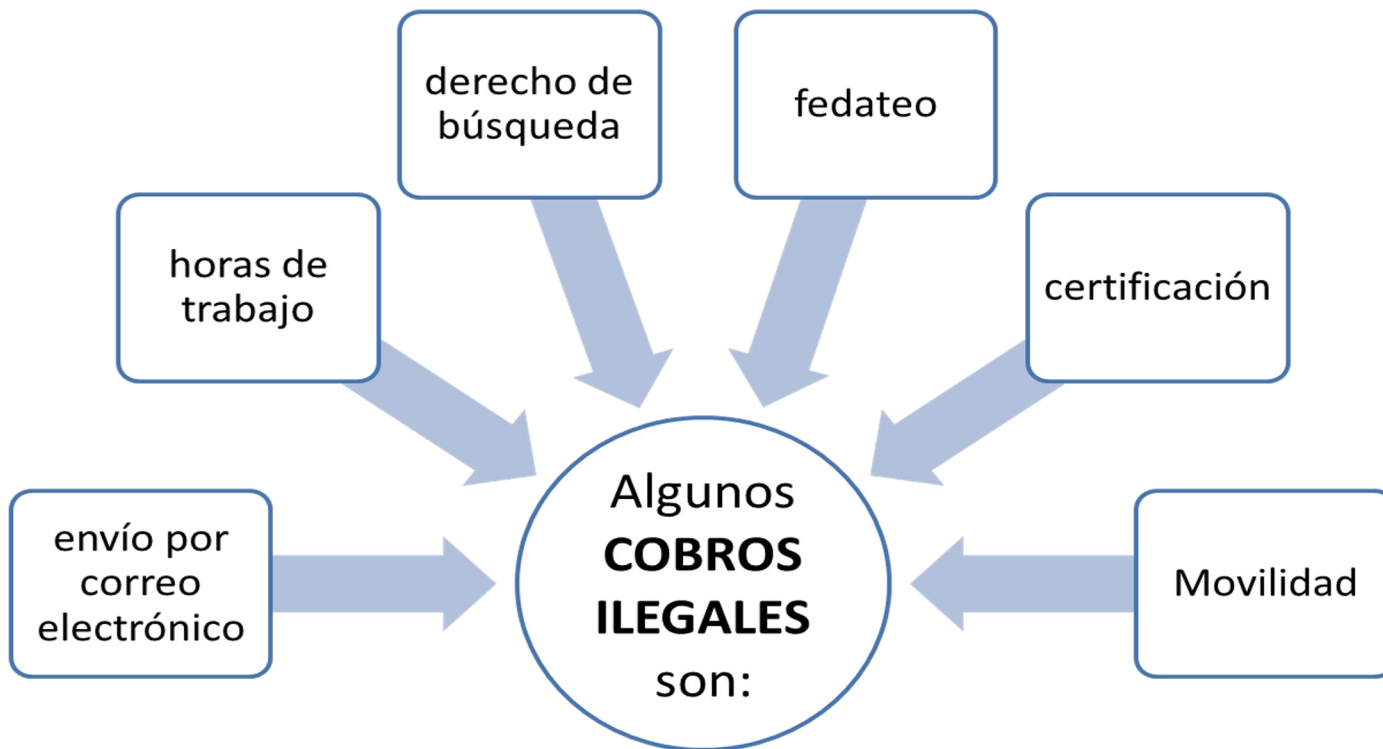 derecho de
búsqueda
fedateo
horas de
trabajo
certificación
envío por
correo
electrónico
Algunos
COBROS
ILEGALES
son:
Movilidad